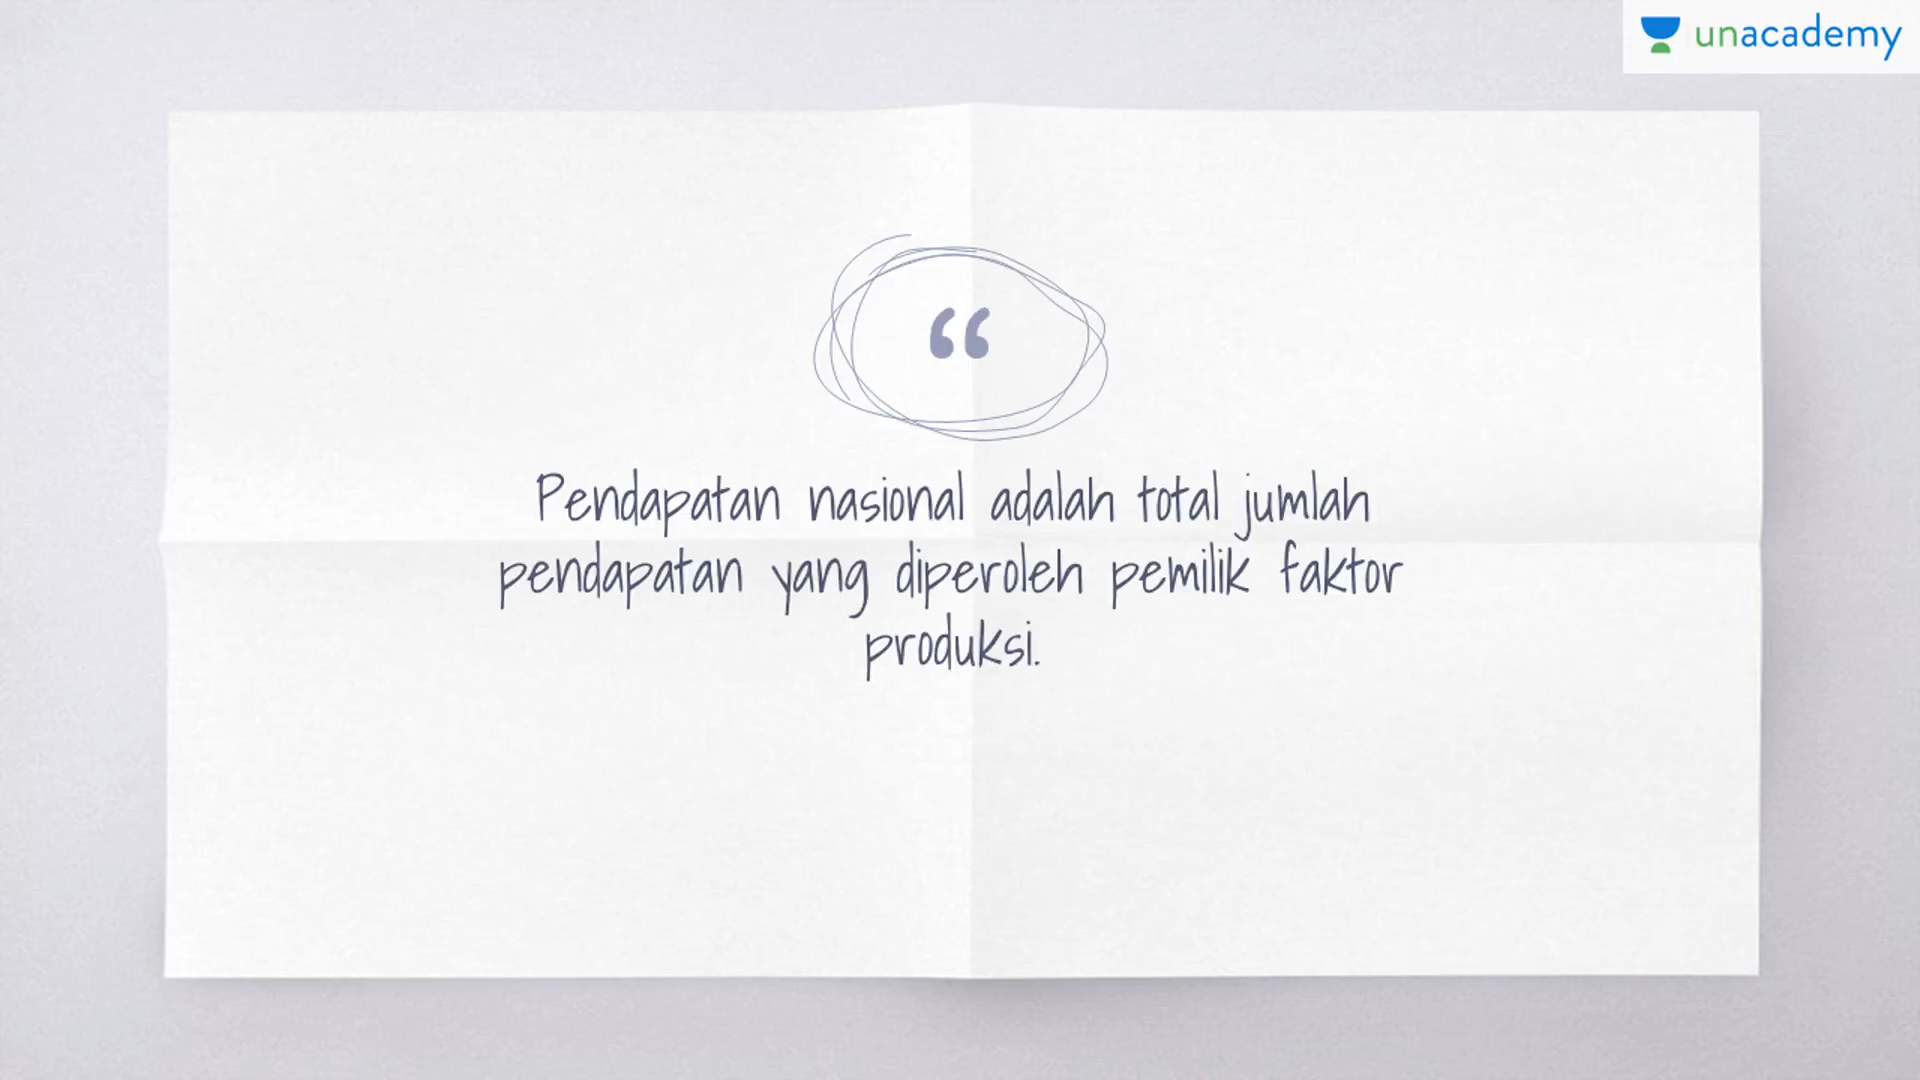 unacademy
“
Pendapatan nasional adalah total jumlah
pendapatan yang diperoleh pemilik faktor
produksi.